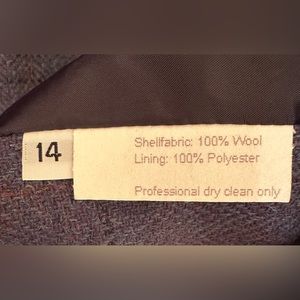 14
Shellfabric: 100% Wool
Lining: 100% Polyester
Professional dry clean only